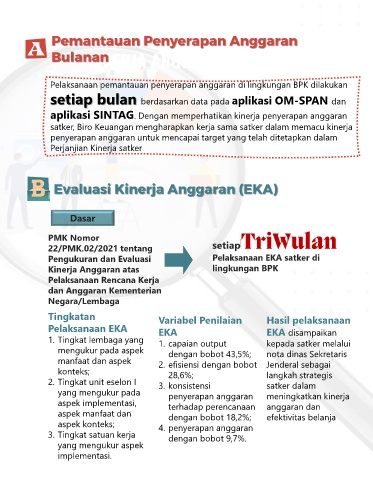 A Pemantauan Penyerapan Anggaran
Bulanan
Pelaksanaan pemantauan penyerapan anggaran di lingkungan BPK dilakukan
setiap bulan berdasarkan data pada aplikasi OM-SPAN dan
aplikasi SINTAG. Dengan memperhatikan kinerja penyerapan anggaran
satker, Biro Keuangan mengharapkan kerja sama satker dalam memacu kinerja
penyerapan anggaran untuk mencapai target yang telah ditetapkan dalam
Perjanjian Kinerja satker
B Evaluasi Kinerja Anggaran (EKA)
Dasar
PMK Nomor
22/PMK.02/2021 tentang
Pengukuran dan Evaluasi
Kinerja Anggaran atas
Pelaksanaan Rencana Kerja
dan Anggaran Kementerian
Negara/Lembaga
setiap TriWulan
Pelaksanaan EKA satker di
lingkungan BPK
Tingkatan
Pelaksanaan EKA
1. Tingkat lembaga yang
mengukur pada aspek
manfaat dan aspek
konteks;
2. Tingkat unit eselon I
yang mengukur pada
aspek implementasi,
aspek manfaat dan
aspek konteks;
3. Tingkat satuan kerja
yang mengukur aspek
implementasi.
Variabel Penilaian
EKA
1. capaian output
dengan bobot 43,5%;
2. efisiensi dengan bobot
28,6%;
3. konsistensi
penyerapan anggaran
terhadap perencanaan
dengan bobot 18,2%;
4. penyerapan anggaran
dengan bobot 9,7%.
Hasil pelaksanaan
EKA disampaikan
kepada satker melalui
nota dinas Sekretaris
Jenderal sebagai
langkah strategis
satker dalam
meningkatkan kinerja
anggaran dan
efektivitas belanja